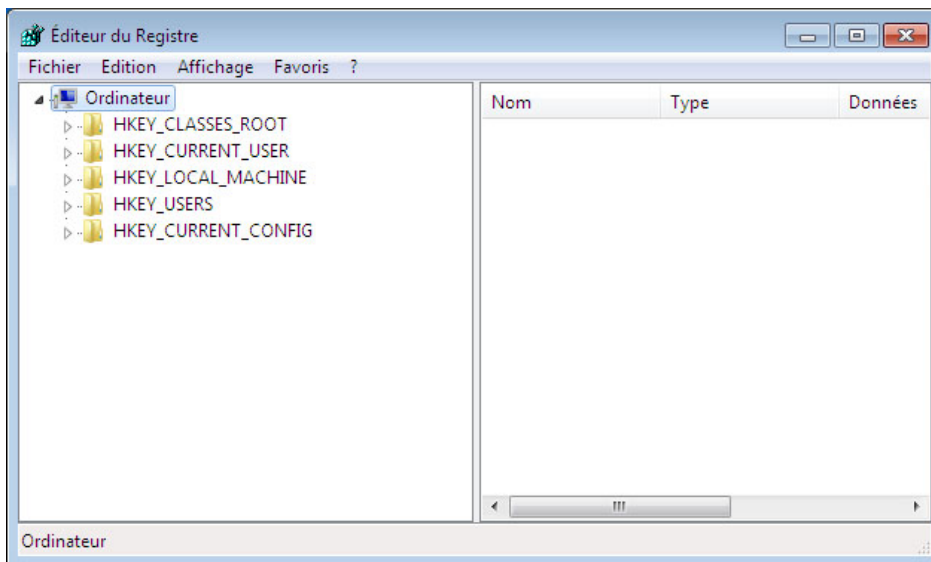 Éditeur du Registre
Fichier Edition Affichage Favoris ?
Ordinateur
HKEY_CLASSES_ROOT
HKEY_CURRENT_USER
HKEY_LOCAL_MACHINE
HKEY_USERS
HKEY_CURRENT_CONFIG
Nom Type Données
Ordinateur